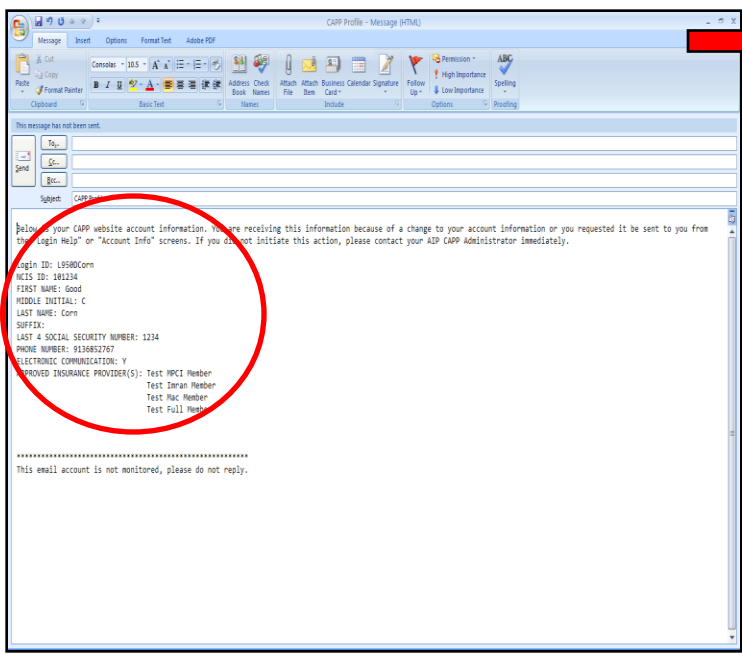 CAPP Profile - Message (HTML)
Message Insert Options Format Text Adobe PDF
Cut
Copy
Format Painter
Paste
Consolas 10.5
B I U
Address Book
Check Names
Attach File
Attach Item
Business Card
Calendar
Signature
Follow Up
Permission
High Importance
Low Importance
ABC
Spelling
Clipboard Basic Text Names Include Options Proofing
This message has not been sent.
Send
To...
Cc...
Bcc...
Subject: CAPP
Below is your CAPP website account information. You are receiving this information because of a change to your account information or you requested it be sent to you from
the "Login Help" or "Account Info" screens. If you did not initiate this action, please contact your AIP CAPP Administrator immediately.
Login ID: L950DCorn
NCIS ID: 101234
FIRST NAME: Good
MIDDLE INITIAL: C
LAST NAME: Corn
SUFFIX:
LAST 4 SOCIAL SECURITY NUMBER: 1234
PHONE NUMBER: 9136852767
ELECTRONIC COMMUNICATION: Y
APPROVED INSURANCE PROVIDER(S): Test MPCI Member
Test Imran Member
Test Mac Member
Test Full Member
**********************************************************
This email account is not monitored, please do not reply.